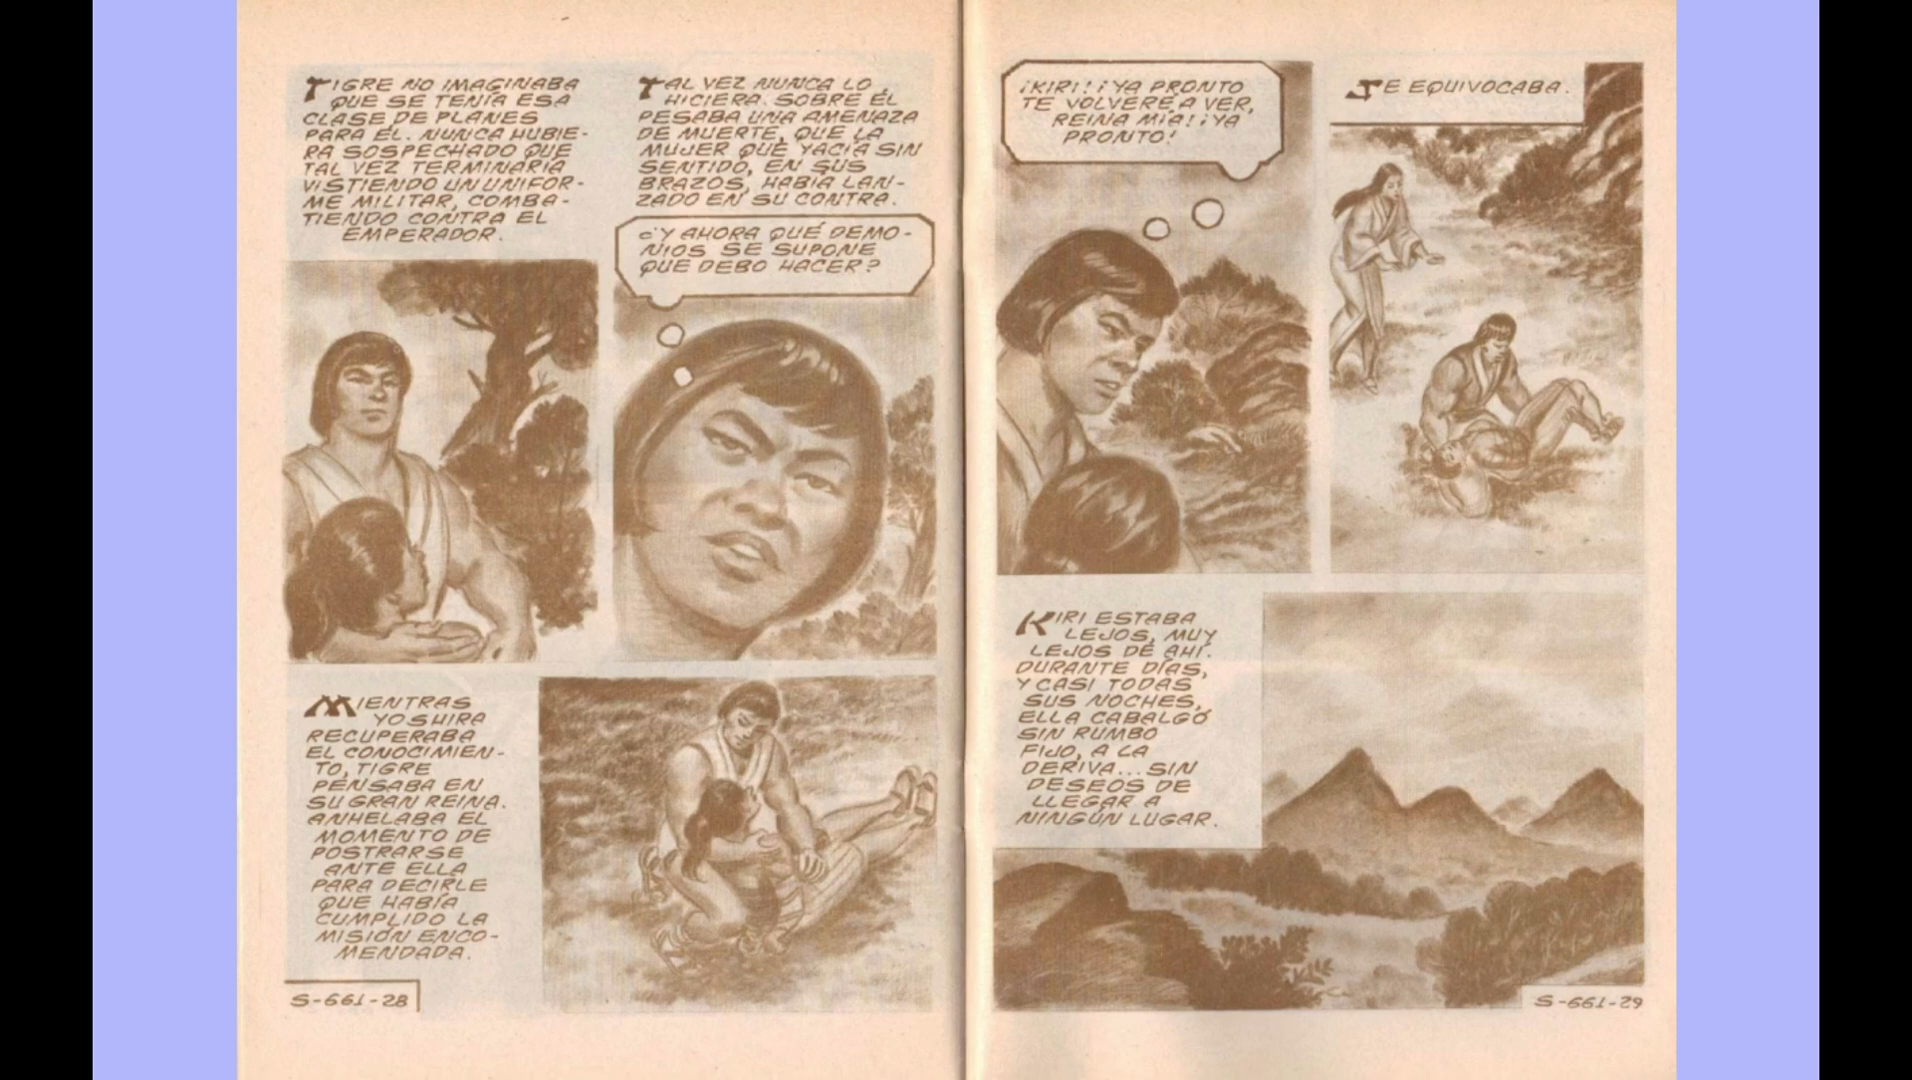 TIGRE NO IMAGINABA
QUE SE TENÍA ESA
CLASE DE PLANES
PARA ÉL. NUNCA HUBIE-
RA SOSPECHADO QUE
TAL VEZ TERMINARÍA
VISTIENDO UN UNIFOR-
ME MILITAR, COMBA-
TIENDO CONTRA EL
EMPERADOR.
TAL VEZ NUNCA LO
HICIERA. SOBRE ÉL
PESABA UNA AMENAZA
DE MUERTE, QUE LA
MUJER QUE YACÍA SIN
SENTIDO, EN SUS
BRAZOS, HABÍA LAN-
ZADO EN SU CONTRA.
¿Y AHORA QUÉ DEMO-
NIOS SE SUPONE
QUE DEBO HACER?
MIENTRAS
YOSHIRA
RECUPERABA
EL CONOCIMIEN-
TO, TIGRE
PENSABA EN
SU GRAN REINA.
ANHELABA EL
MOMENTO DE
POSTRARSE
ANTE ELLA
PARA DECIRLE
QUE HABÍA
CUMPLIDO LA
MISIÓN ENCO-
MENDADA.
S-661-28
¡KIRI! ¡YA PRONTO
TE VOLVERÉ A VER,
REINA MÍA! ¡YA
PRONTO!
SE EQUIVOCABA.
KIRI ESTABA
LEJOS, MUY
LEJOS DE AHÍ.
DURANTE DÍAS,
Y CASI TODAS
SUS NOCHES,
ELLA CABALGÓ
SIN RUMBO
FIJO, A LA
DERIVA... SIN
DESEOS DE
LLEGAR A
NINGÚN LUGAR.
S-661-29